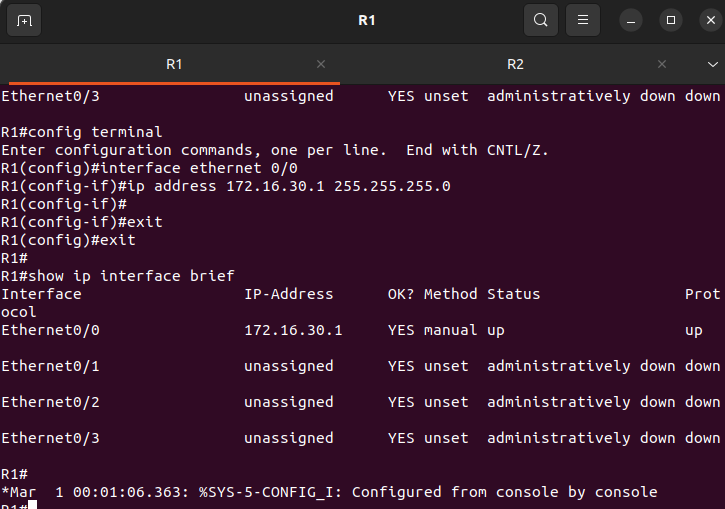 R1
R1
R2
Ethernet0/3                unassigned      YES unset  administratively down down
R1#config terminal
Enter configuration commands, one per line.  End with CNTL/Z.
R1(config)#interface ethernet 0/0
R1(config-if)#ip address 172.16.30.1 255.255.255.0
R1(config-if)#
R1(config-if)#exit
R1(config)#exit
R1#
R1#show ip interface brief
Interface                  IP-Address      OK? Method Status                Prot
ocol
Ethernet0/0                172.16.30.1     YES manual up                    up
Ethernet0/1                unassigned      YES unset  administratively down down
Ethernet0/2                unassigned      YES unset  administratively down down
Ethernet0/3                unassigned      YES unset  administratively down down
R1#
*Mar  1 00:01:06.363: %SYS-5-CONFIG_I: Configured from console by console
R1#